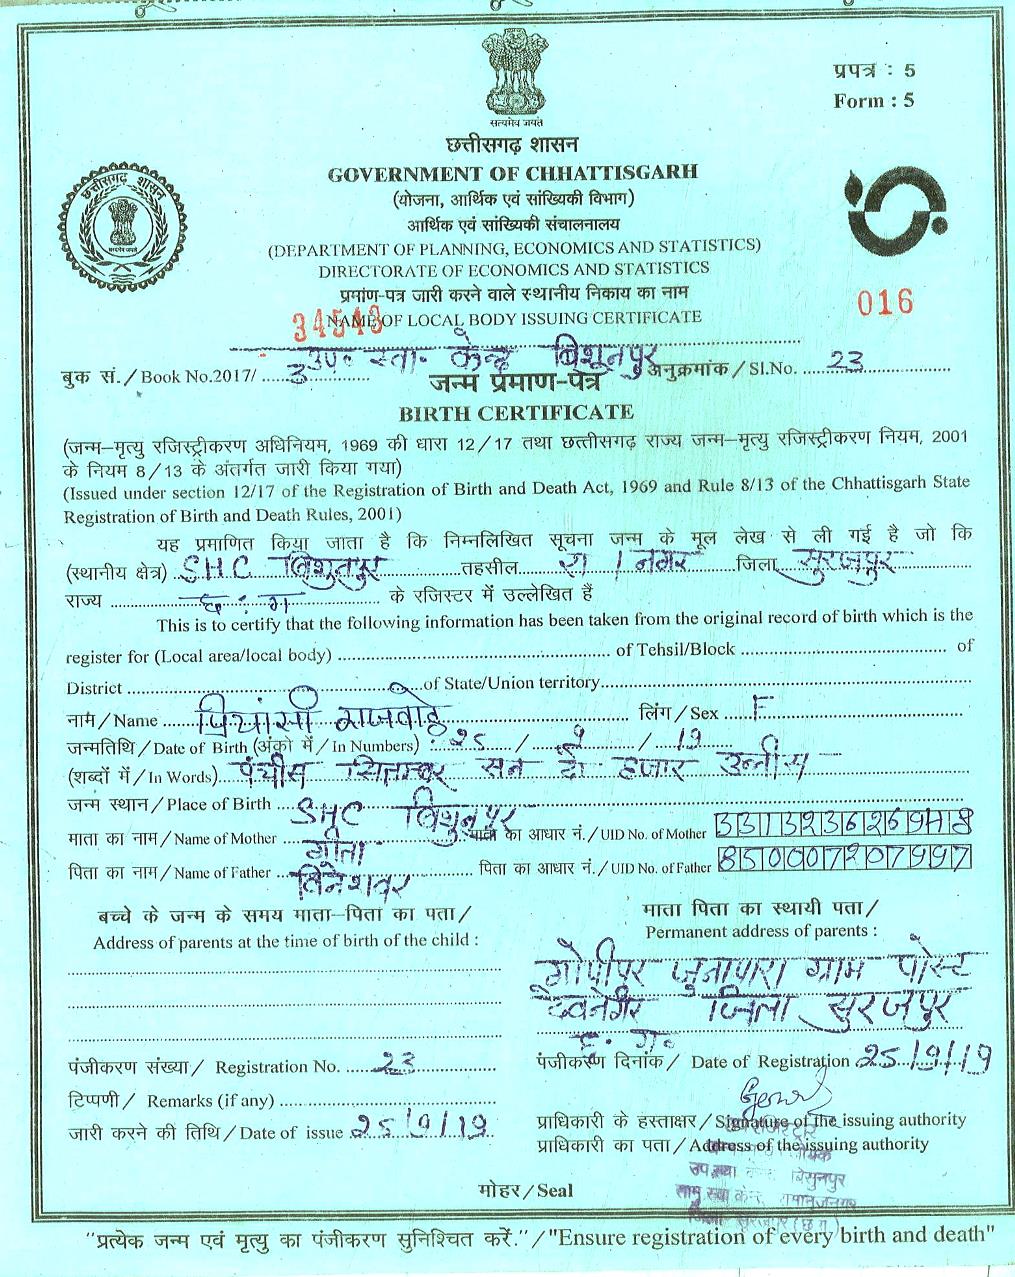 प्रपत्र : 5
Form : 5
सत्यमेव जयते
छत्तीसगढ़ शासन
छत्तीसगढ़ शासन
GOVERNMENT OF CHHATTISGARH
(योजना, आर्थिक एवं सांख्यिकी विभाग)
आर्थिक एवं सांख्यिकी संचालनालय
(DEPARTMENT OF PLANNING, ECONOMICS AND STATISTICS)
DIRECTORATE OF ECONOMICS AND STATISTICS
प्रमांण-पत्र जारी करने वाले स्थानीय निकाय का नाम
016
34543
NAME OF LOCAL BODY ISSUING CERTIFICATE
उप. स्वा. केन्द्र बिशूनपुर
बुक सं./Book No.2017/ 3 अनुक्रमांक/Sl.No. 23
जन्म प्रमाण-पत्र
BIRTH CERTIFICATE
(जन्म–मृत्यु रजिस्ट्रीकरण अधिनियम, 1969 की धारा 12/17 तथा छत्तीसगढ़ राज्य जन्म–मृत्यु रजिस्ट्रीकरण नियम, 2001
के नियम 8/13 के अंतर्गत जारी किया गया)
(Issued under section 12/17 of the Registration of Birth and Death Act, 1969 and Rule 8/13 of the Chhattisgarh State
Registration of Birth and Death Rules, 2001)
यह प्रमाणित किया जाता है कि निम्नलिखित सूचना जन्म के मूल लेख से ली गई है जो कि
(स्थानीय क्षेत्र) SHC बिशुनपुर तहसील रा / नगर जिला सुरजपुर
राज्य छ : ग के रजिस्टर में उल्लेखित हैं
This is to certify that the following information has been taken from the original record of birth which is the
register for (Local area/local body) of Tehsil/Block of
District of State/Union territory
नाम/Name प्रियांसी राजवाड़े लिंग/Sex F
जन्मतिथि/Date of Birth (अंको में/In Numbers) : 25 / 9 / 19
(शब्दों में/In Words) पंचीस सितम्बर सन दो हजार उन्नीस
जन्म स्थान/Place of Birth SHC बिशुनपुर
माता का नाम/Name of Mother गीता माता का आधार नं./UID No. of Mother
पिता का नाम/Name of Father दिनेशवर पिता का आधार नं./UID No. of Father 850007207997
बच्चे के जन्म के समय माता–पिता का पता/
Address of parents at the time of birth of the child :
माता पिता का स्थायी पता/
Permanent address of parents :
गोपीपुर जुनापारा ग्राम पोस्ट
देवनगर जिला सुरजपुर
छ. ग.
पंजीकरण संख्या/ Registration No. 23
पंजीकरण दिनांक/ Date of Registration 25/9/19
टिप्पणी/ Remarks (if any)
जारी करने की तिथि/Date of issue 25/9/19
प्राधिकारी के हस्ताक्षर/Signature of the issuing authority
प्राधिकारी का पता/Address of the issuing authority
मोहर/Seal
"प्रत्येक जन्म एवं मृत्यु का पंजीकरण सुनिश्चित करें."/"Ensure registration of every birth and death"